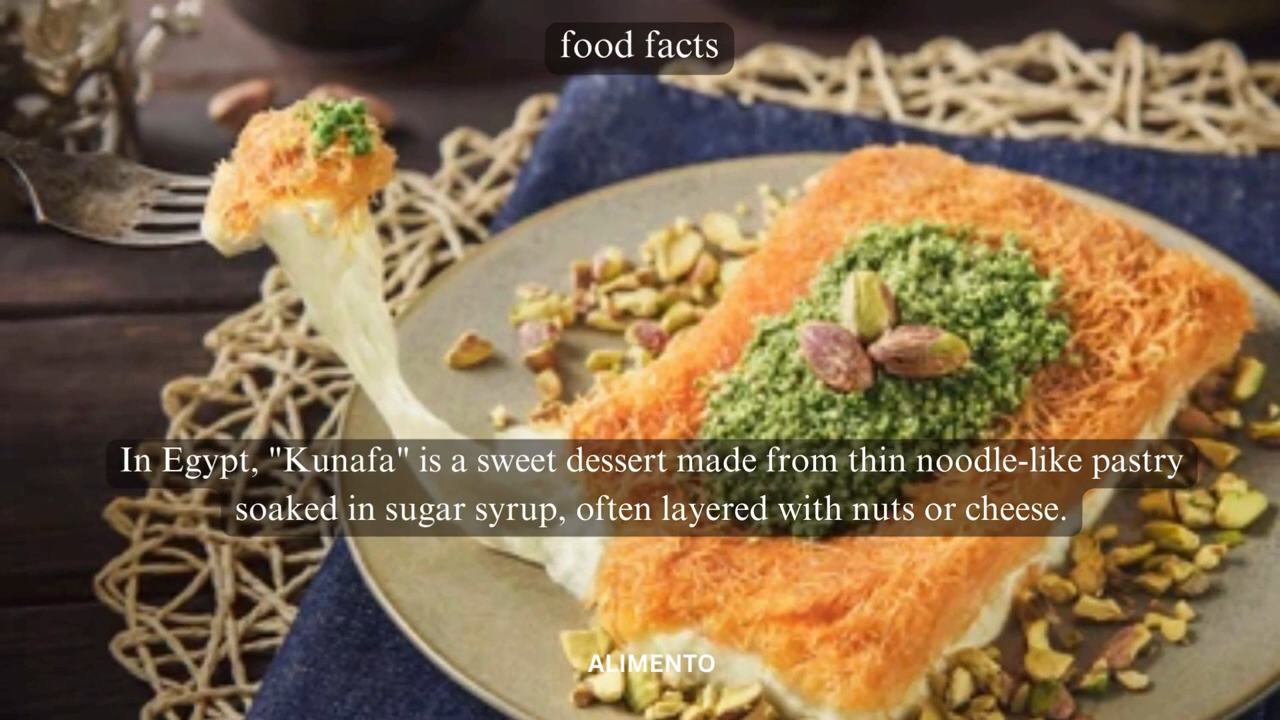 food facts
In Egypt, "Kunafa" is a sweet dessert made from thin noodle-like pastry
soaked in sugar syrup, often layered with nuts or cheese.
ALIMENTO